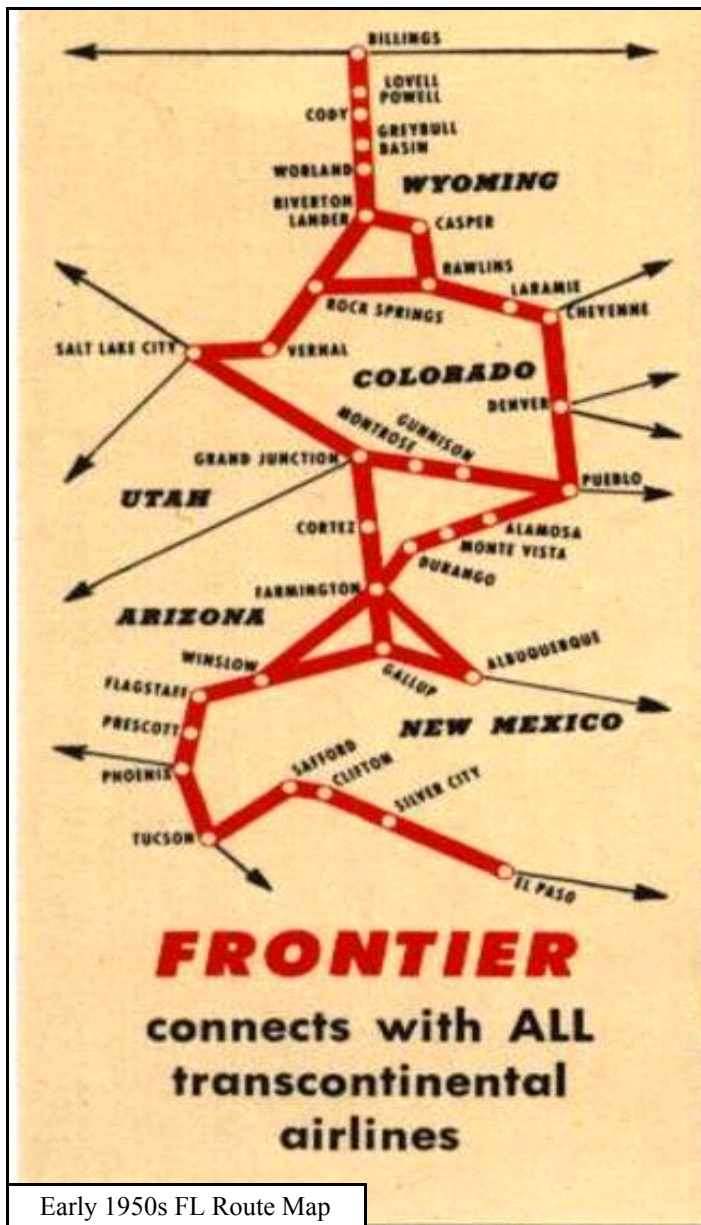 BILLINGS
LOVELL
POWELL
CODY
GREYBULL
BASIN
WORLAND
WYOMING
RIVERTON
LANDER
CASPER
RAWLINS
ROCK SPRINGS
LARAMIE
CHEYENNE
SALT LAKE CITY
VERNAL
COLORADO
DENVER
MONTROSE
GUNNISON
GRAND JUNCTION
PUEBLO
UTAH
CORTEZ
ALAMOSA
MONTE VISTA
DURANGO
FARMINGTON
ARIZONA
WINSLOW
GALLUP
ALBUQUERQUE
FLAGSTAFF
NEW MEXICO
PRESCOTT
PHOENIX
SAFFORD
CLIFTON
SILVER CITY
TUCSON
EL PASO
FRONTIER
connects with ALL
transcontinental
airlines
Early 1950s FL Route Map